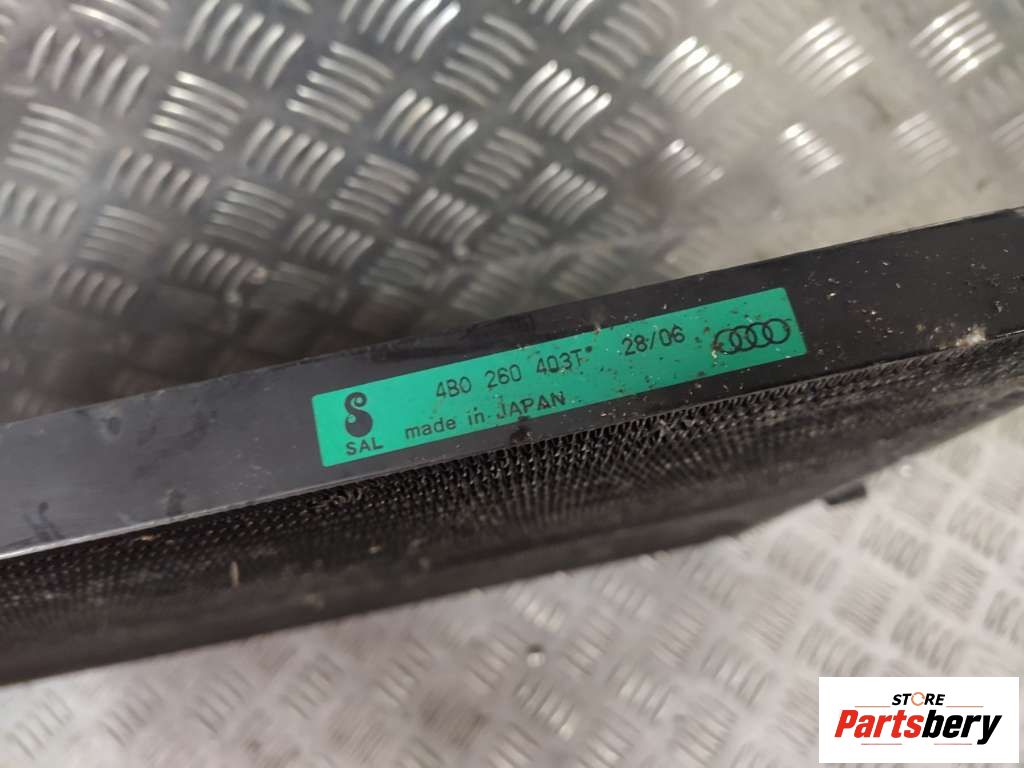 4B0 260 403T 28/06
SAL made in JAPAN
STORE
Partsbery